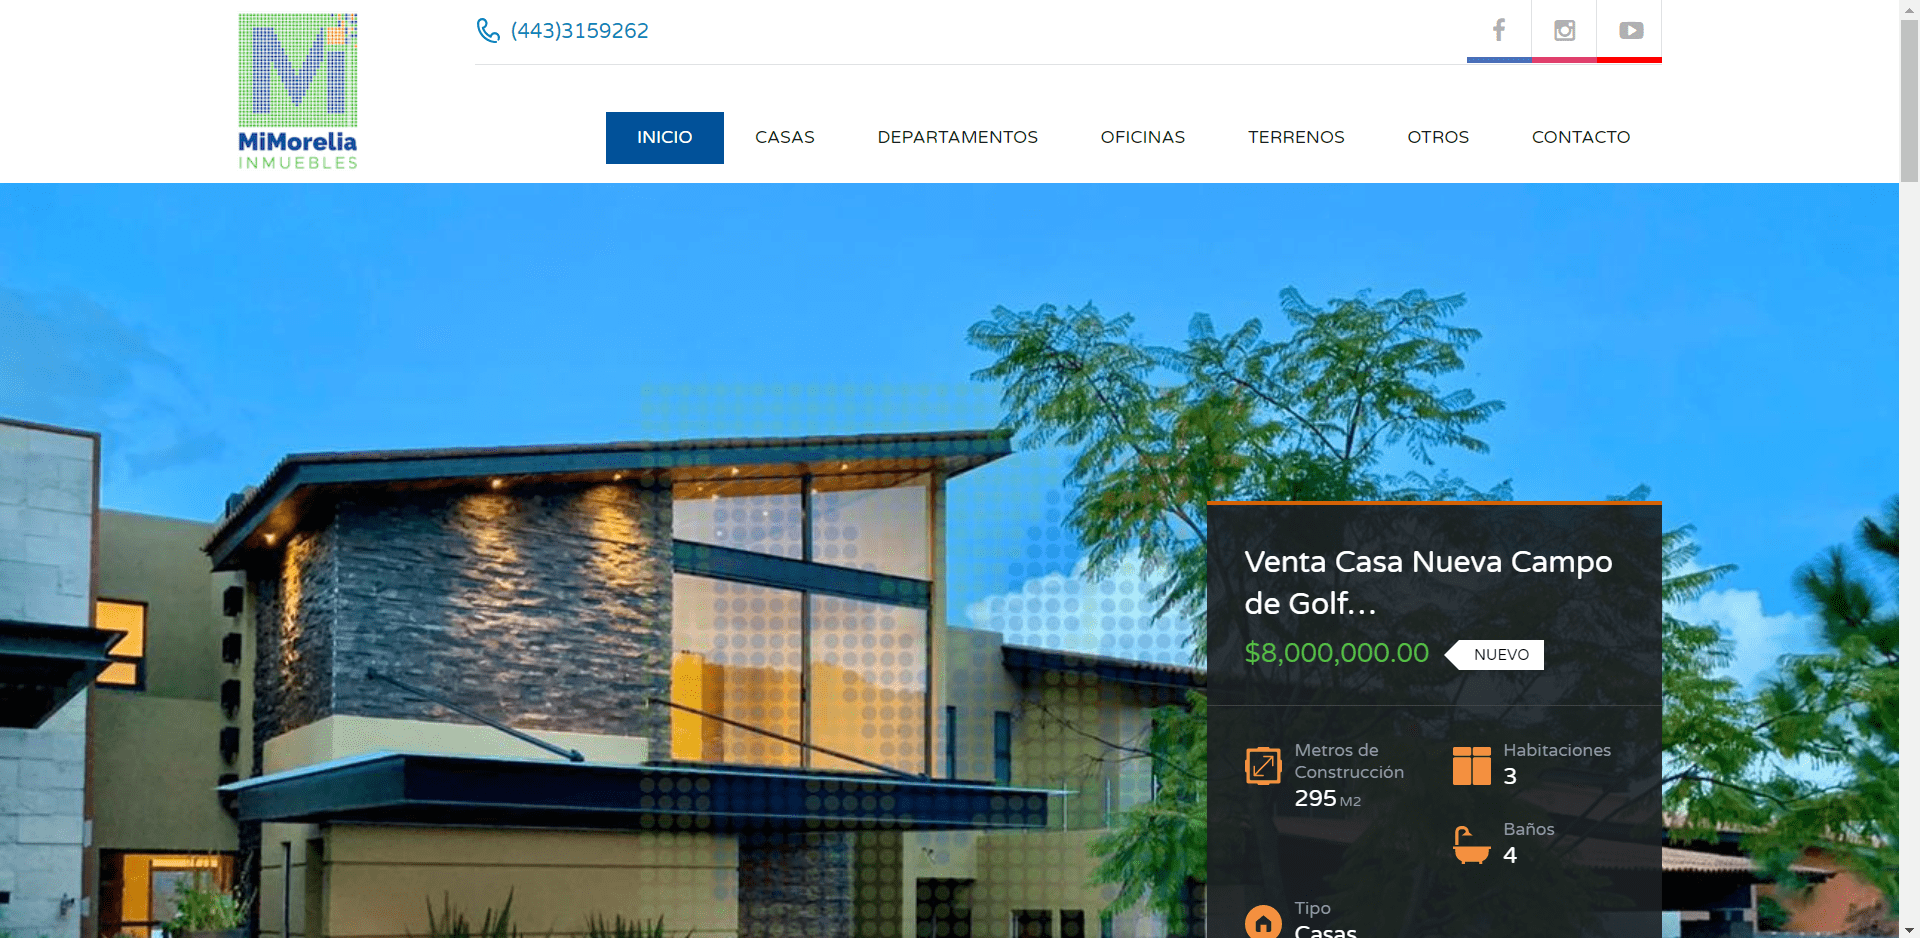 (443)3159262
MiMorelia
INMUEBLES
INICIO CASAS DEPARTAMENTOS OFICINAS TERRENOS OTROS CONTACTO
Venta Casa Nueva Campo
de Golf...
$8,000,000.00 NUEVO
Metros de
Construcción
295 M2
Habitaciones
3
Baños
4
Tipo
Casas